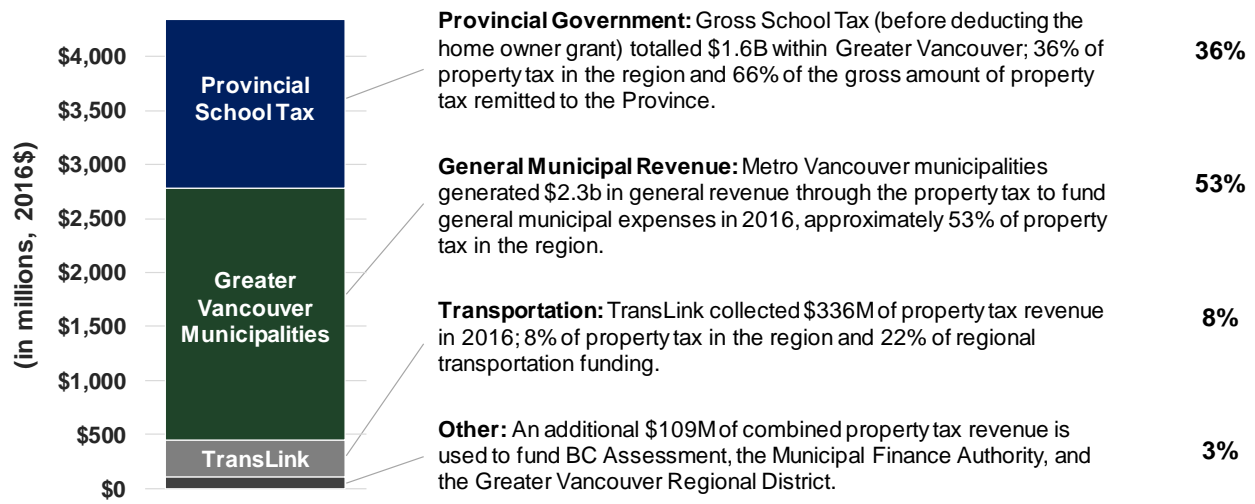 (in millions, 2016$)
$4,000
$3,500
$3,000
$2,500
$2,000
$1,500
$1,000
$500
$0
Provincial
School Tax
Greater
Vancouver
Municipalities
TransLink
Provincial Government: Gross School Tax (before deducting the
home owner grant) totalled $1.6B within Greater Vancouver; 36% of
property tax in the region and 66% of the gross amount of property
tax remitted to the Province.
36%
General Municipal Revenue: Metro Vancouver municipalities
generated $2.3b in general revenue through the property tax to fund
general municipal expenses in 2016, approximately 53% of property
tax in the region.
53%
Transportation: TransLink collected $336M of property tax revenue
in 2016; 8% of property tax in the region and 22% of regional
transportation funding.
8%
Other: An additional $109M of combined property tax revenue is
used to fund BC Assessment, the Municipal Finance Authority, and
the Greater Vancouver Regional District.
3%